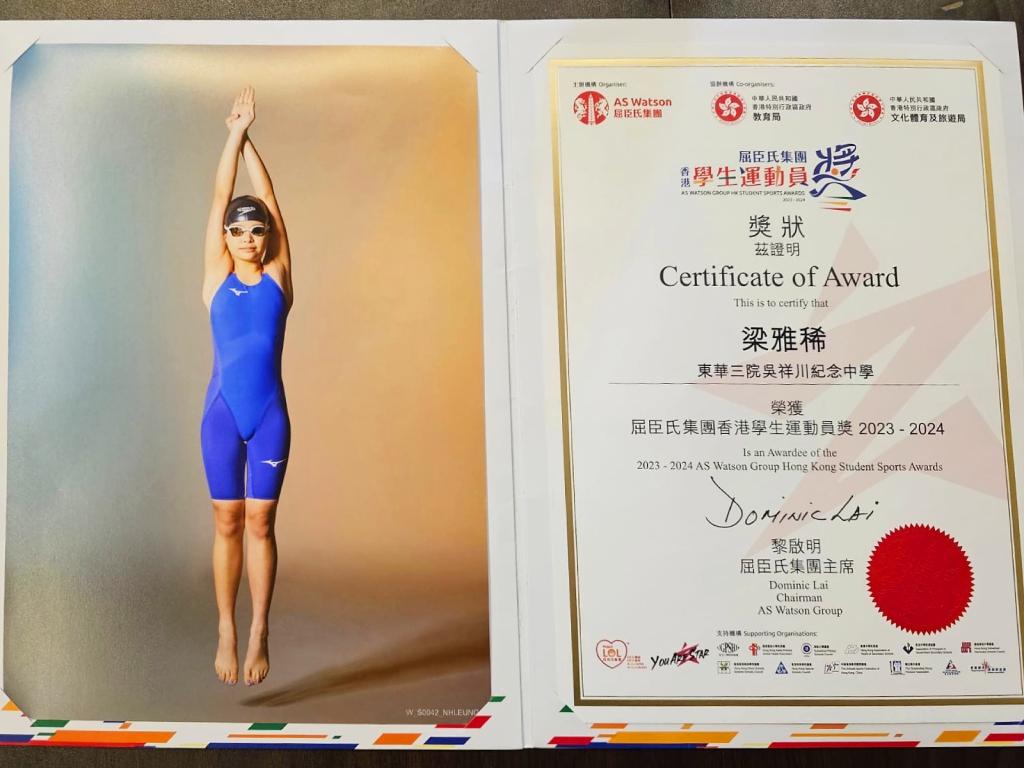 W_S0042_NHLEUNG
主辦機構 Organiser:
AS Watson
屈臣氏集團
協辦機構 Co-organisers:
中華人民共和國
香港特別行政區政府
教育局
中華人民共和國
香港特別行政區政府
文化體育及旅遊局
屈臣氏集團
香港
學生運動員獎
AS WATSON GROUP HK STUDENT SPORTS AWARDS
2023 - 2024
獎狀
茲證明
Certificate of Award
This is to certify that
梁雅稀
東華三院吳祥川紀念中學
榮獲
屈臣氏集團香港學生運動員獎 2023 - 2024
Is an Awardee of the
2023 - 2024 AS Watson Group Hong Kong Student Sports Awards
Dominic Lai
黎啟明
屈臣氏集團主席
Dominic Lai
Chairman
AS Watson Group
支持機構 Supporting Organisations:
LOL
YOU ARE STAR